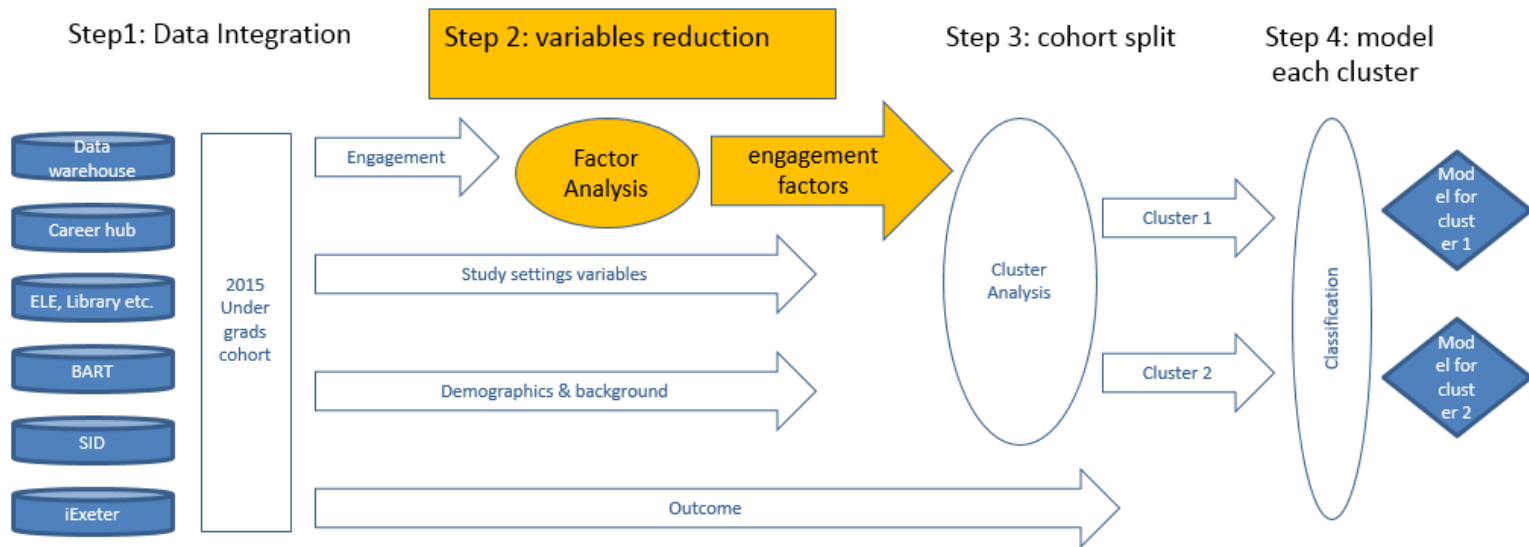 Step1: Data Integration
Step 2: variables reduction
Step 3: cohort split
Step 4: model
each cluster
Data
warehouse
Career hub
ELE, Library etc.
BART
SID
iExeter
2015
Under
grads
cohort
Engagement
Factor
Analysis
engagement
factors
Study settings variables
Demographics & background
Outcome
Cluster
Analysis
Cluster 1
Cluster 2
Classification
Mod
el for
clust
er 1
Mod
el for
clust
er 2